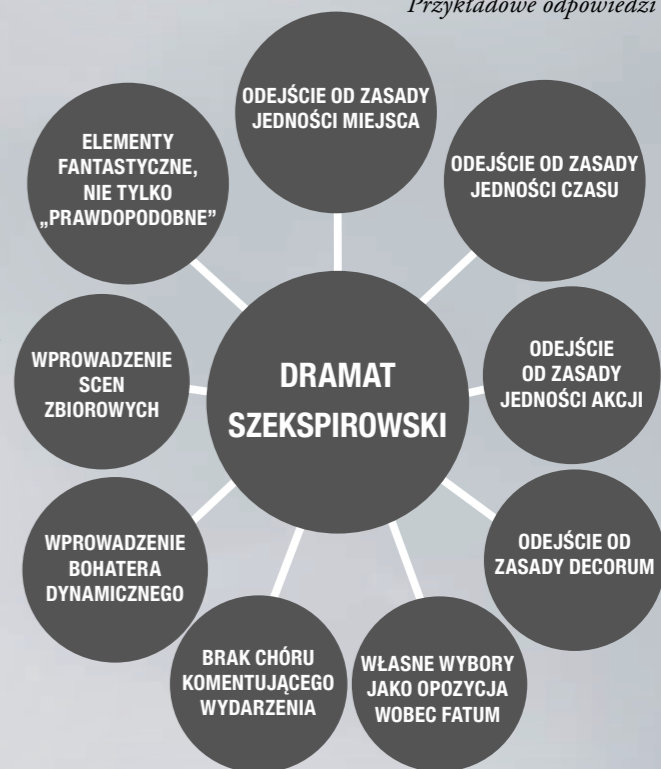 Przykładowe odpowiedzi
ODEJŚCIE OD ZASADY
JEDNOŚCI MIEJSCA
ELEMENTY
FANTASTYCZNE,
NIE TYLKO
„PRAWDOPODOBNE”
ODEJŚCIE OD ZASADY
JEDNOŚCI CZASU
WPROWADZENIE
SCEN
ZBIOROWYCH
DRAMAT
SZEKSPIROWSKI
ODEJŚCIE
OD ZASADY
JEDNOŚCI AKCJI
WPROWADZENIE
BOHATERA
DYNAMICZNEGO
ODEJŚCIE OD
ZASADY DECORUM
BRAK CHÓRU
KOMENTUJĄCEGO
WYDARZENIA
WŁASNE WYBORY
JAKO OPOZYCJA
WOBEC FATUM